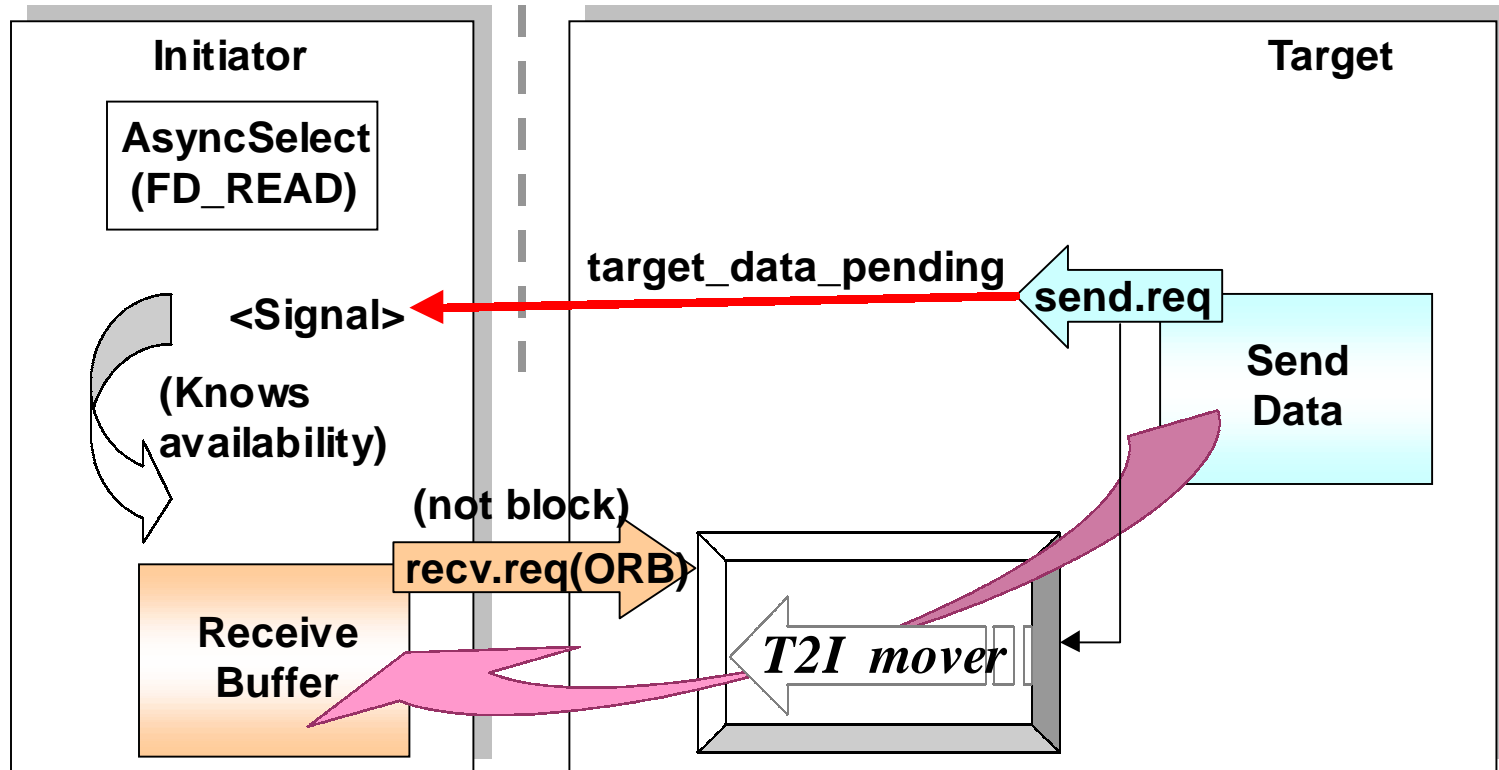 Initiator
Target
AsyncSelect
(FD_READ)
target_data_pending
send.req
<Signal>
Send
Data
(Knows
availability)
(not block)
recv.req(ORB)
Receive
Buffer
T2I mover